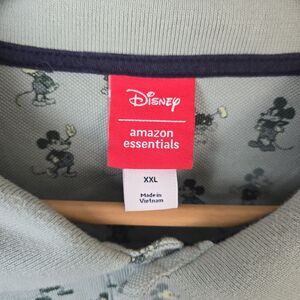 Disney
amazon
essentials
XXL
Made in
Vietnam